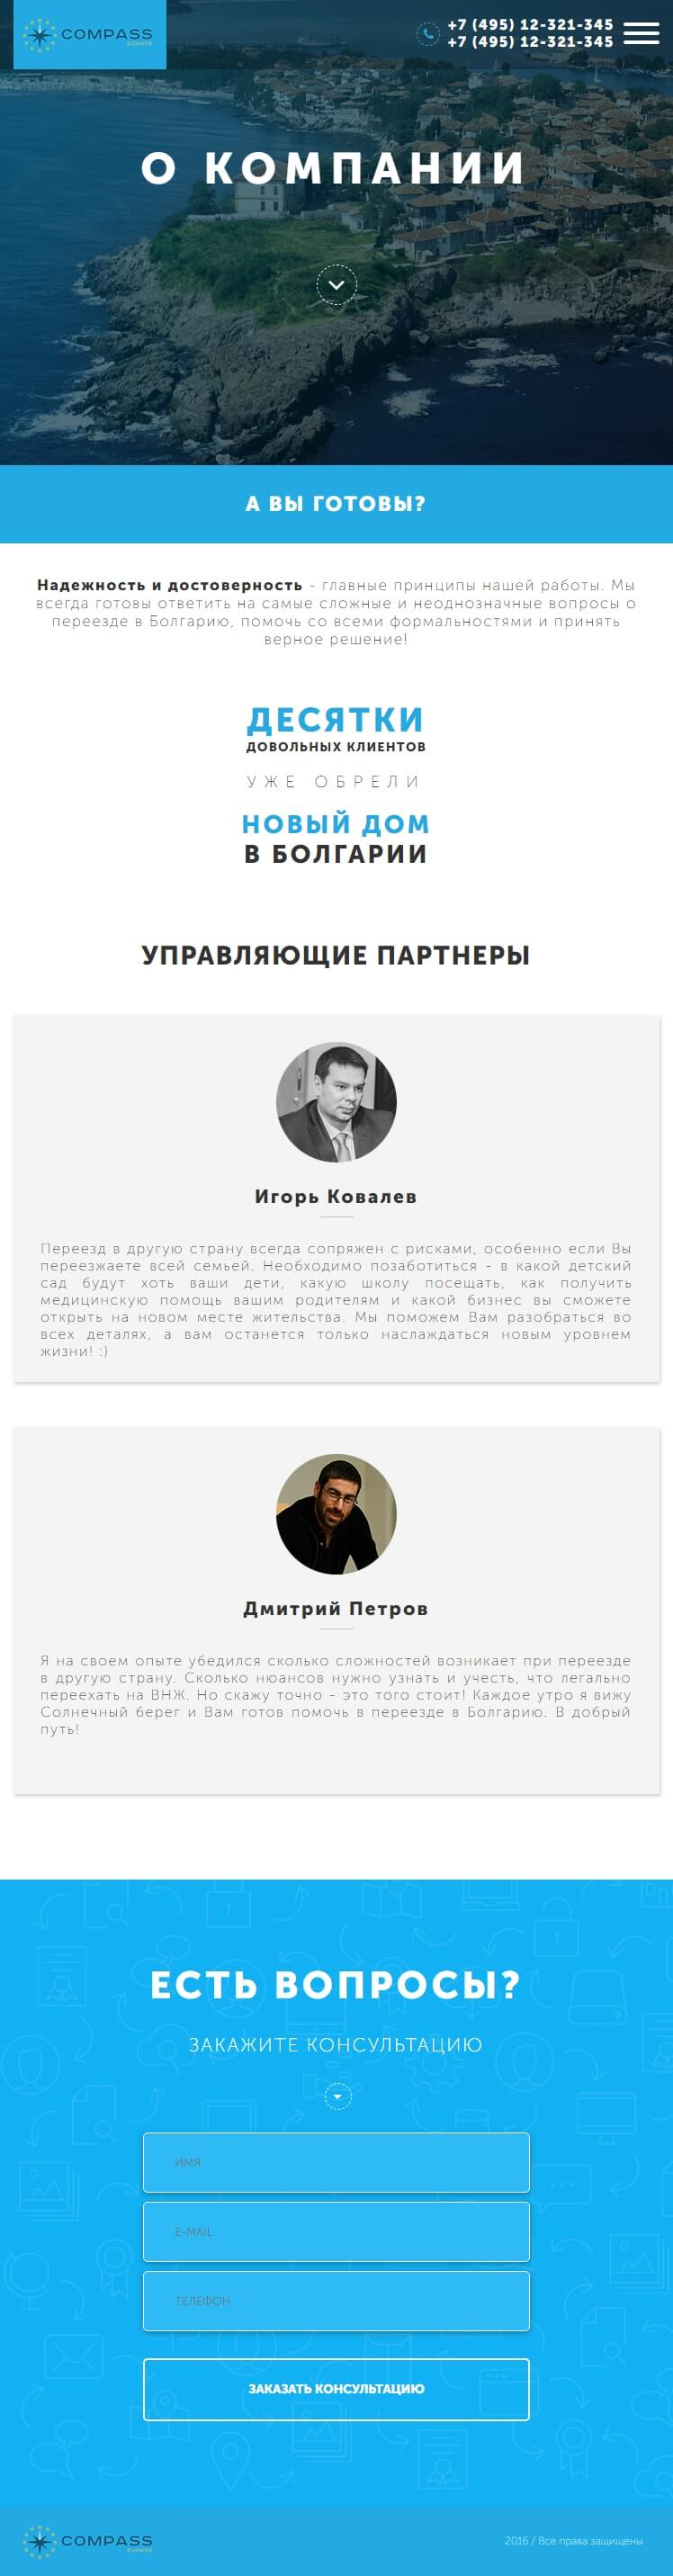 COMPASS
EUROPE
+7 (495) 12-321-345
+7 (495) 12-321-345
О КОМПАНИИ
А ВЫ ГОТОВЫ?
Надежность и достоверность - главные принципы нашей работы. Мы
всегда готовы ответить на самые сложные и неоднозначные вопросы о
переезде в Болгарию, помочь со всеми формальностями и принять
верное решение!
ДЕСЯТКИ
ДОВОЛЬНЫХ КЛИЕНТОВ
УЖЕ ОБРЕЛИ
НОВЫЙ ДОМ
В БОЛГАРИИ
УПРАВЛЯЮЩИЕ ПАРТНЕРЫ
Игорь Ковалев
Переезд в другую страну всегда сопряжен с рисками, особенно если Вы
переезжаете всей семьей. Необходимо позаботиться - в какой детский
сад будут хоть ваши дети, какую школу посещать, как получить
медицинскую помощь вашим родителям и какой бизнес вы сможете
открыть на новом месте жительства. Мы поможем Вам разобраться во
всех деталях, а вам останется только наслаждаться новым уровнем
жизни! :)
Дмитрий Петров
Я на своем опыте убедился сколько сложностей возникает при переезде
в другую страну. Сколько нюансов нужно узнать и учесть, что легально
переехать на ВНЖ. Но скажу точно - это того стоит! Каждое утро я вижу
Солнечный берег и Вам готов помочь в переезде в Болгарию. В добрый
путь!
ЕСТЬ ВОПРОСЫ?
ЗАКАЖИТЕ КОНСУЛЬТАЦИЮ
ИМЯ
E-MAIL
ТЕЛЕФОН
ЗАКАЗАТЬ КОНСУЛЬТАЦИЮ
COMPASS
EUROPE
2016 / Все права защищены